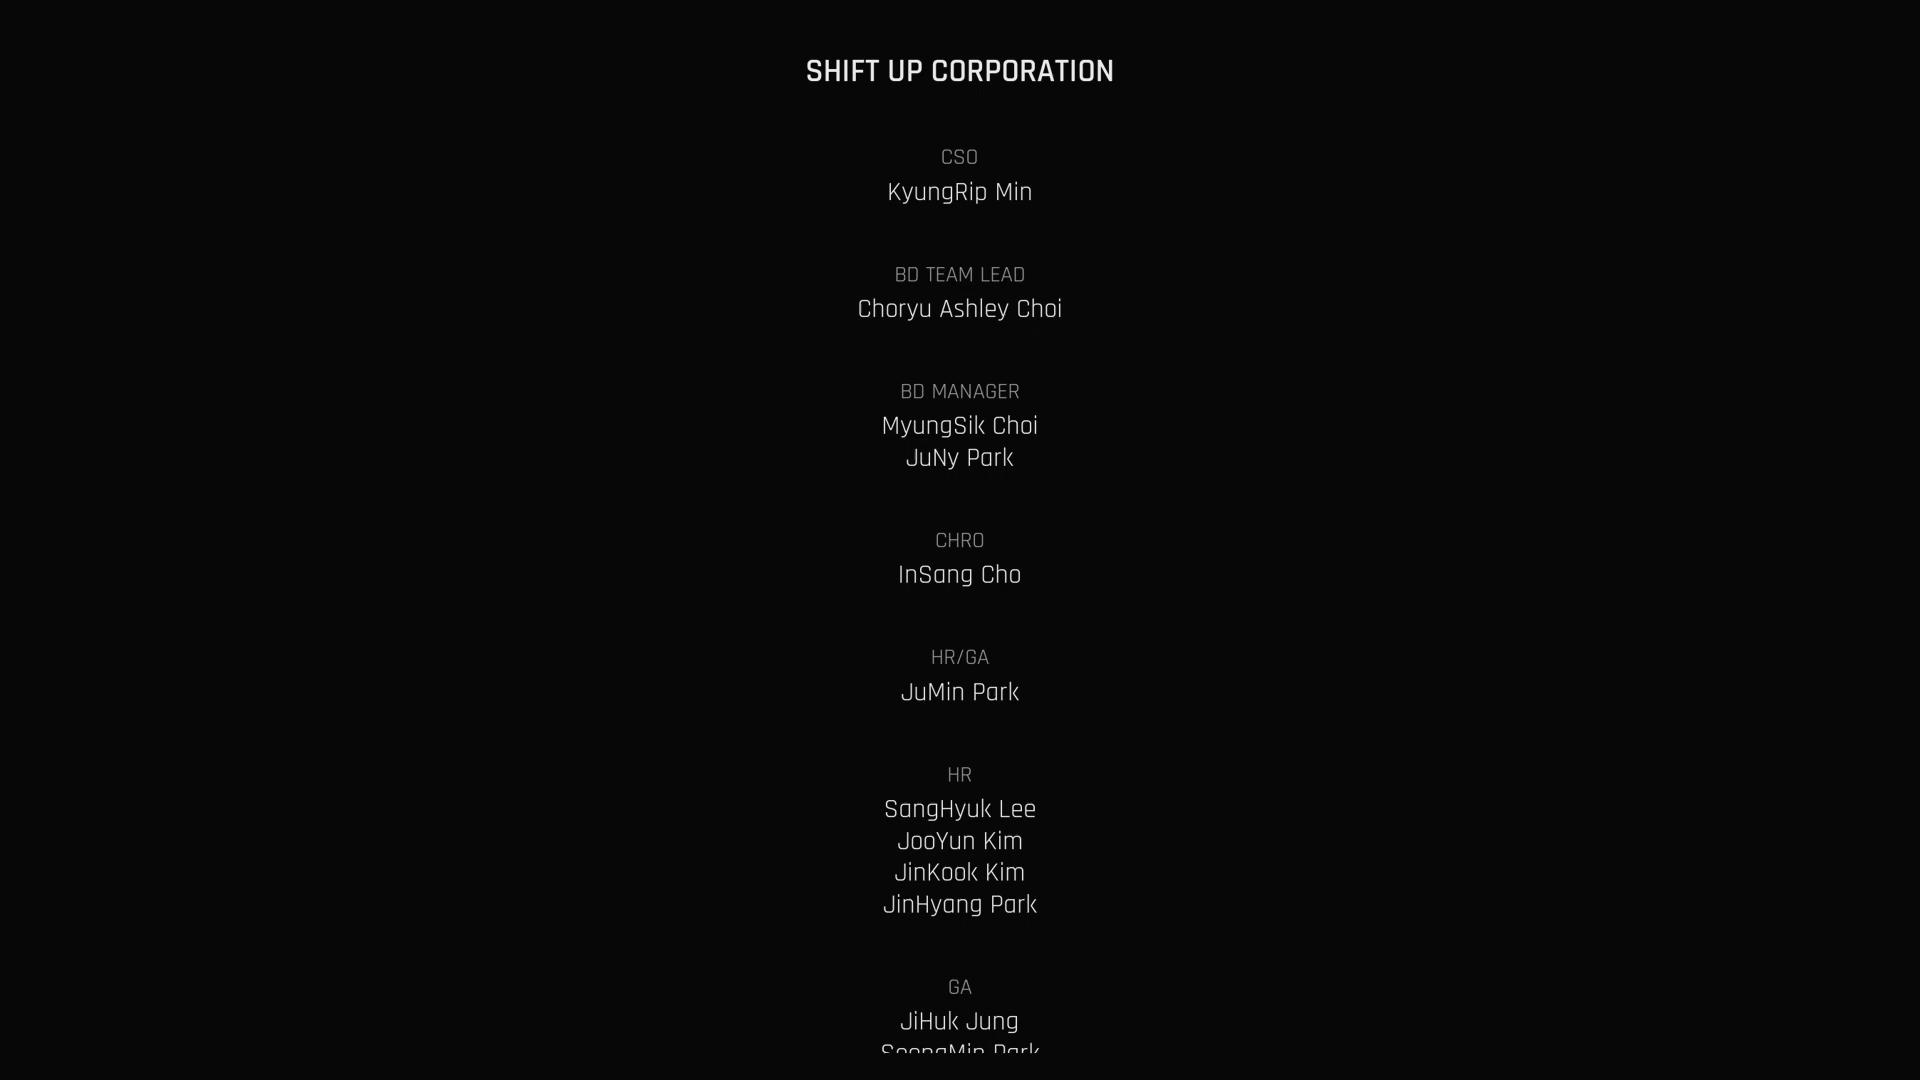 SHIFT UP CORPORATION
CSO
KyungRip Min
BD TEAM LEAD
Choryu Ashley Choi
BD MANAGER
MyungSik Choi
JuNy Park
CHRO
InSang Cho
HR/GA
JuMin Park
HR
SangHyuk Lee
JooYun Kim
JinKook Kim
JinHyang Park
GA
JiHuk Jung
Park